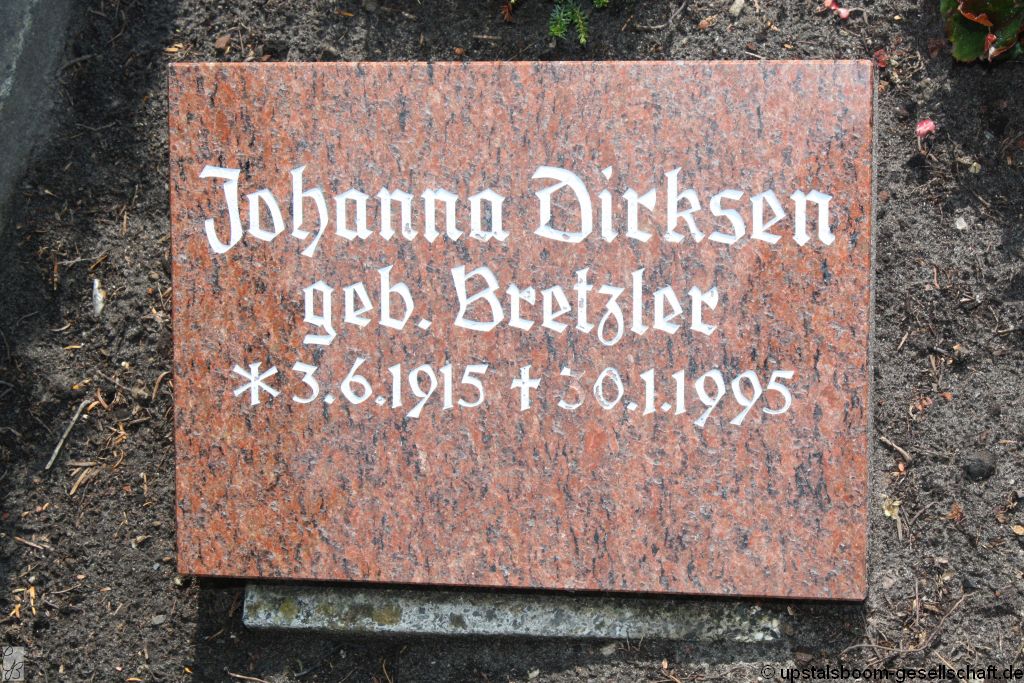 Johanna Dirksen
geb. Bretzler
* 3.6.1915 † 30.1.1995
© upstalsboom-gesellschaft.de